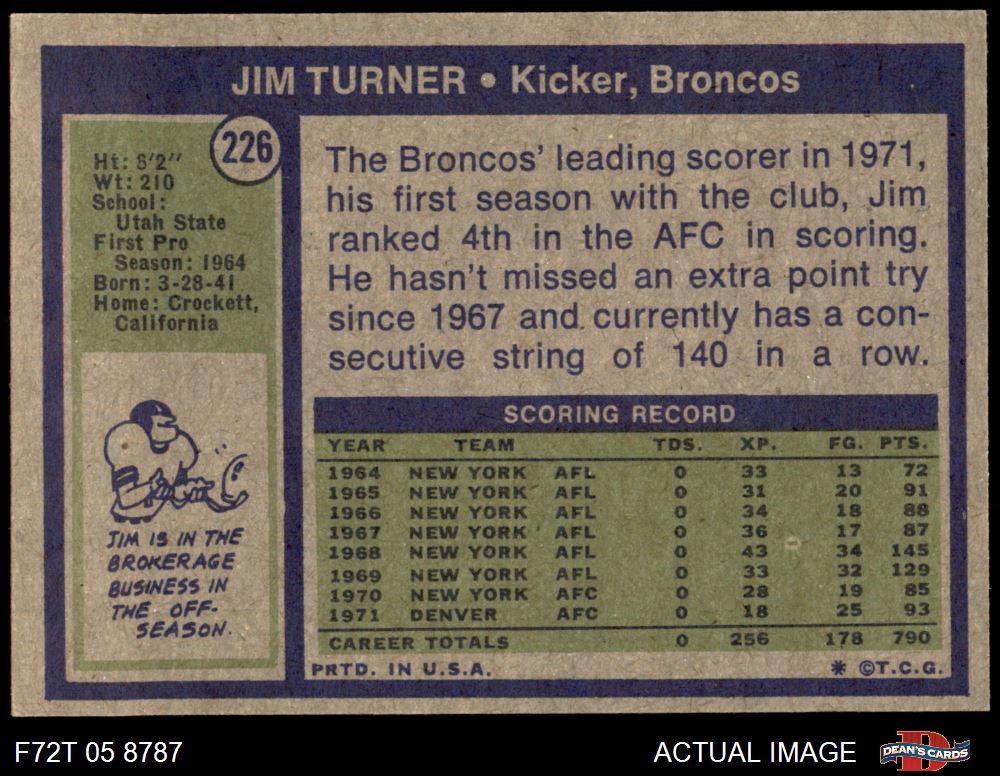 JIM TURNER • Kicker, Broncos
226
Ht: 6'2"
Wt: 210
School:
Utah State
First Pro
Season: 1964
Born: 3-28-41
Home: Crockett,
California
JIM IS IN THE
BROKERAGE
BUSINESS IN
THE OFF-
SEASON.
The Broncos' leading scorer in 1971,
his first season with the club, Jim
ranked 4th in the AFC in scoring.
He hasn't missed an extra point try
since 1967 and currently has a con-
secutive string of 140 in a row.
SCORING RECORD
YEAR TEAM TDS. XP. FG. PTS.
1964 NEW YORK AFL 0 33 13 72
1965 NEW YORK AFL 0 31 20 91
1966 NEW YORK AFL 0 34 18 88
1967 NEW YORK AFL 0 36 17 87
1968 NEW YORK AFL 0 43 34 145
1969 NEW YORK AFL 0 33 32 129
1970 NEW YORK AFC 0 28 19 85
1971 DENVER AFC 0 18 25 93
CAREER TOTALS 0 256 178 790
PRTD. IN U.S.A. * ©T.C.G.
F72T 05 8787 ACTUAL IMAGE DEAN'S CARDS